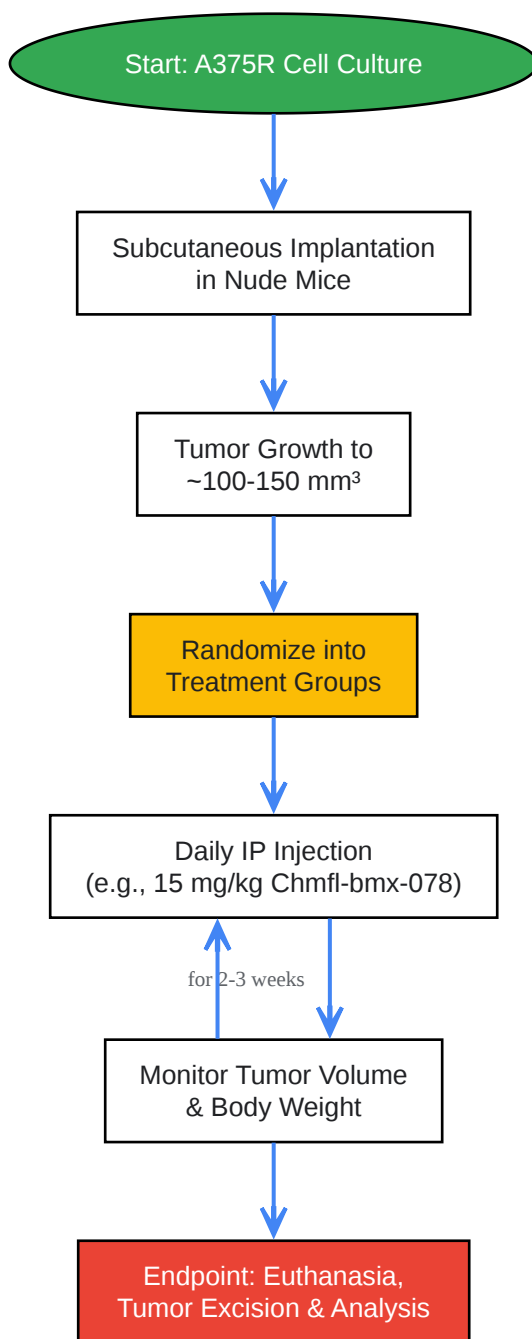 Start: A375R Cell Culture
Subcutaneous Implantation
in Nude Mice
Tumor Growth to
~100-150 mm³
Randomize into
Treatment Groups
Daily IP Injection
(e.g., 15 mg/kg Chmfl-bmx-078)
for 2-3 weeks
Monitor Tumor Volume
& Body Weight
Endpoint: Euthanasia,
Tumor Excision & Analysis